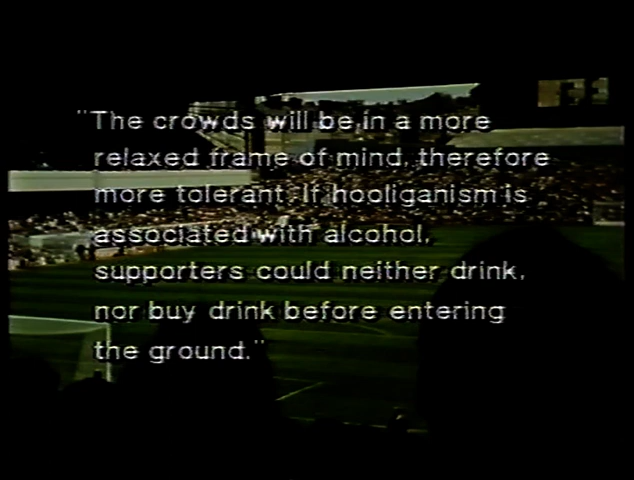 "The crowds will be in a more
relaxed frame of mind, therefore
more tolerant. If hooliganism is
associated with alcohol,
supporters could neither drink,
nor buy drink before entering
the ground."